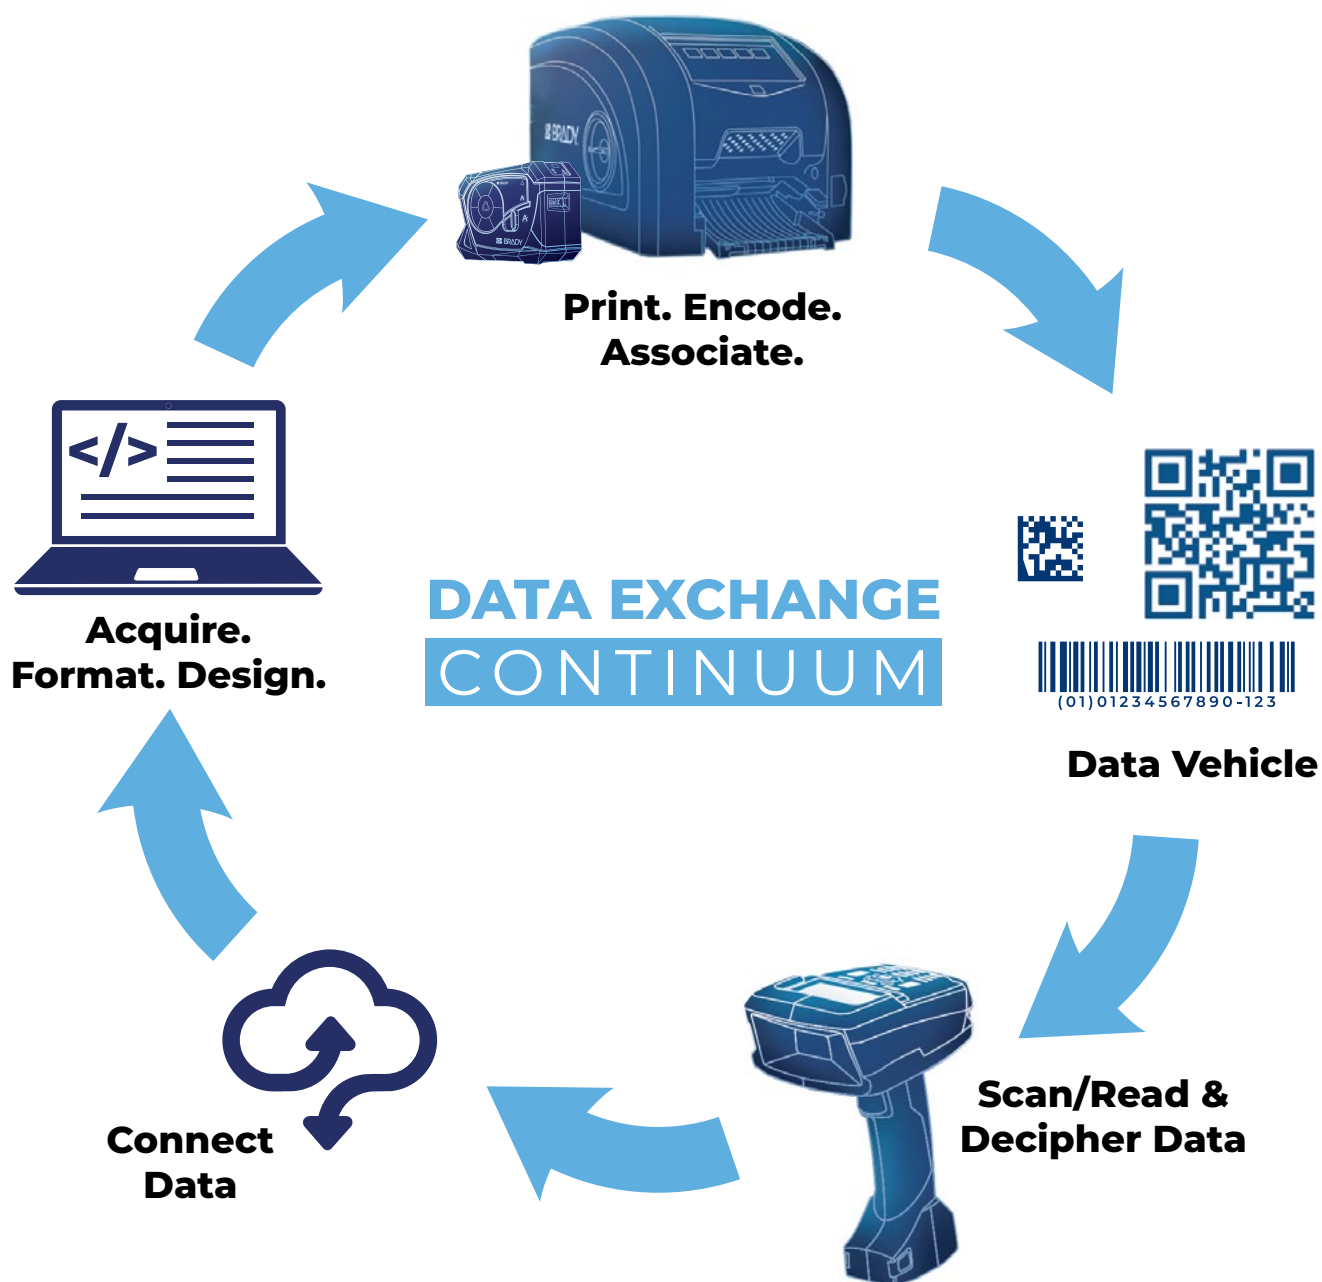 BRADY
BRADY
Print. Encode.
Associate.
</>
Acquire.
Format. Design.
DATA EXCHANGE
CONTINUUM
(01)01234567890-123
Data Vehicle
Scan/Read &
Decipher Data
Connect
Data